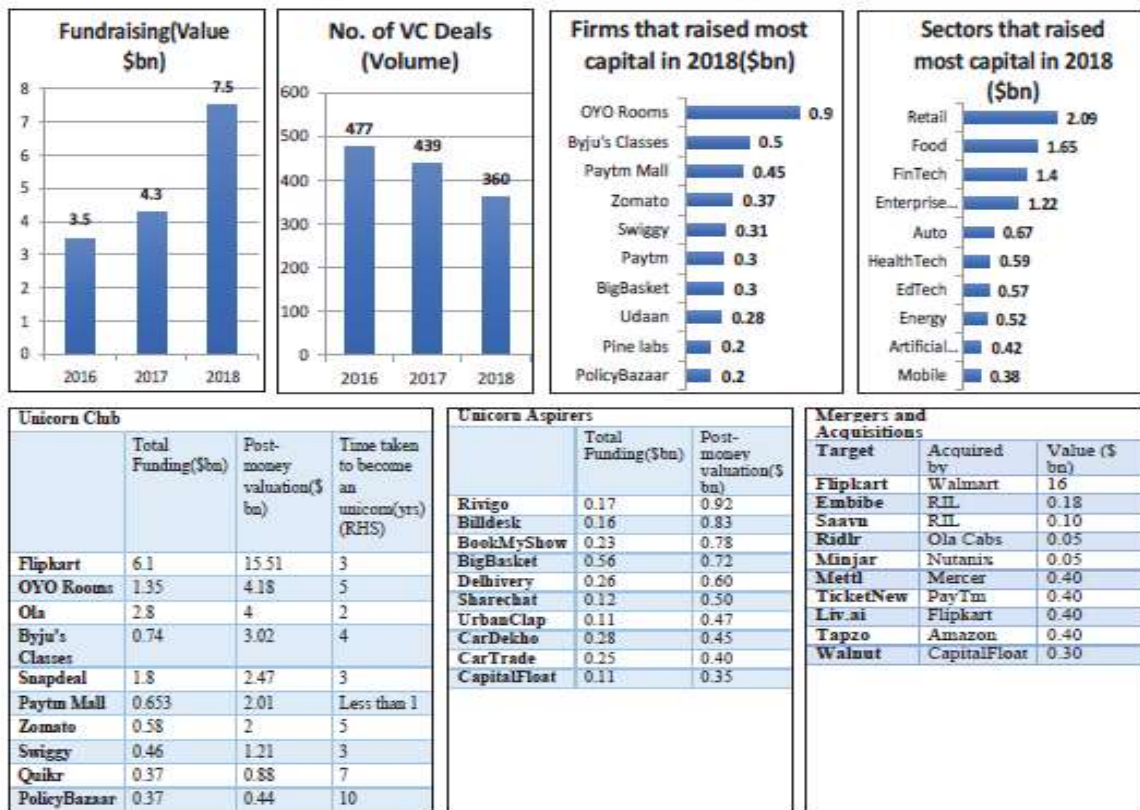 Fundraising(Value
$bn)
8
7
6
5
4
3
2
1
0
3.5
4.3
7.5
2016 2017 2018
No. of VC Deals
(Volume)
600
500
400
300
200
100
0
477
439
360
2016 2017 2018
Firms that raised most
capital in 2018($bn)
OYO Rooms 0.9
Byju's Classes 0.5
Paytm Mall 0.45
Zomato 0.37
Swiggy 0.31
Paytm 0.3
BigBasket 0.3
Udaan 0.28
Pine labs 0.2
PolicyBazaar 0.2
Sectors that raised
most capital in 2018
($bn)
Retail 2.09
Food 1.65
FinTech 1.4
Enterprise... 1.22
Auto 0.67
HealthTech 0.59
EdTech 0.57
Energy 0.52
Artificial... 0.42
Mobile 0.38
Unicorn Club
Total Post- Time taken
Funding($bn) money to become
valuation($ an
bn) unicorn(yrs)
(RHS)
Flipkart 6.1 15.51 3
OYO Rooms 1.35 4.18 5
Ola 2.8 4 2
Byju's 0.74 3.02 4
Classes
Snapdeal 1.8 2.47 3
Paytm Mall 0.653 2.01 Less than 1
Zomato 0.58 2 5
Swiggy 0.46 1.21 3
Quikr 0.37 0.88 7
PolicyBazaar 0.37 0.44 10
Unicorn Aspirers
Total Post-
Funding($bn) money
valuation($
bn)
Rivigo 0.17 0.92
Billdesk 0.16 0.83
BookMyShow 0.23 0.78
BigBasket 0.56 0.72
Delhivery 0.26 0.60
Sharechat 0.12 0.50
UrbanClap 0.11 0.47
CarDekho 0.28 0.45
CarTrade 0.25 0.40
CapitalFloat 0.11 0.35
Mergers and
Acquisitions
Target Acquired Value ($
by bn)
Flipkart Walmart 16
Embibe RIL 0.18
Saavn RIL 0.10
Ridlr Ola Cabs 0.05
Minjar Nutanix 0.05
Mettl Mercer 0.40
TicketNew PayTm 0.40
Liv.ai Flipkart 0.40
Tapzo Amazon 0.40
Walnut CapitalFloat 0.30